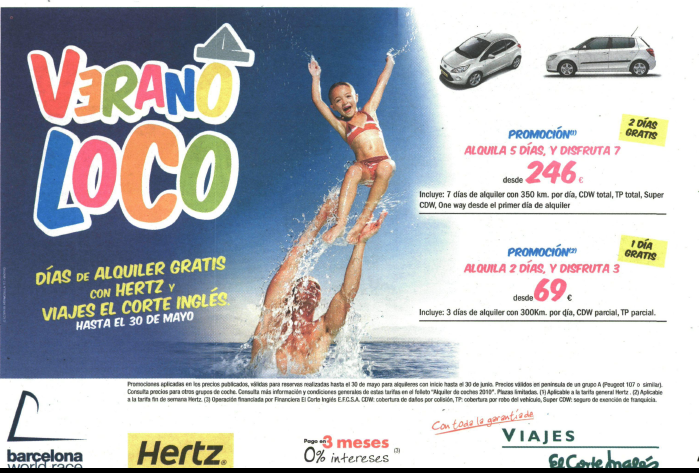 VERANO
LOCO
DÍAS DE ALQUILER GRATIS
CON HERTZ Y
VIAJES EL CORTE INGLÉS.
HASTA EL 30 DE MAYO
2 DÍAS
GRATIS
PROMOCIÓN(1)
ALQUILA 5 DÍAS, Y DISFRUTA 7
desde 246 €
Incluye: 7 días de alquiler con 350 km. por día, CDW total, TP total, Super
CDW, One way desde el primer día de alquiler
1 DÍA
GRATIS
PROMOCIÓN(2)
ALQUILA 2 DÍAS, Y DISFRUTA 3
desde 69 €
Incluye: 3 días de alquiler con 300Km. por día, CDW parcial, TP parcial.
Promociones aplicadas en los precios publicados, válidas para reservas realizadas hasta el 30 de mayo para alquileres con inicio hasta el 30 de junio. Precios válidos en península de un grupo A (Peugeot 107 o similar).
Consulta precios para otros grupos de coche. Consulta más información y condiciones generales de estas tarifas en el folleto "Alquiler de coches 2010". Plazas limitadas. (1) Aplicable a la tarifa general Hertz . (2) Aplicable
a la tarifa fin de semana Hertz. (3) Operación financiada por Financiera El Corte Inglés E.F.C.S.A. CDW: cobertura de daños por colisión, TP: cobertura por robo del vehículo, Super CDW: seguro de exención de franquicia.
barcelona
world race
Hertz.
Pago en 3 meses
0% intereses (3)
Con toda la garantía de
VIAJES
El Corte Inglés